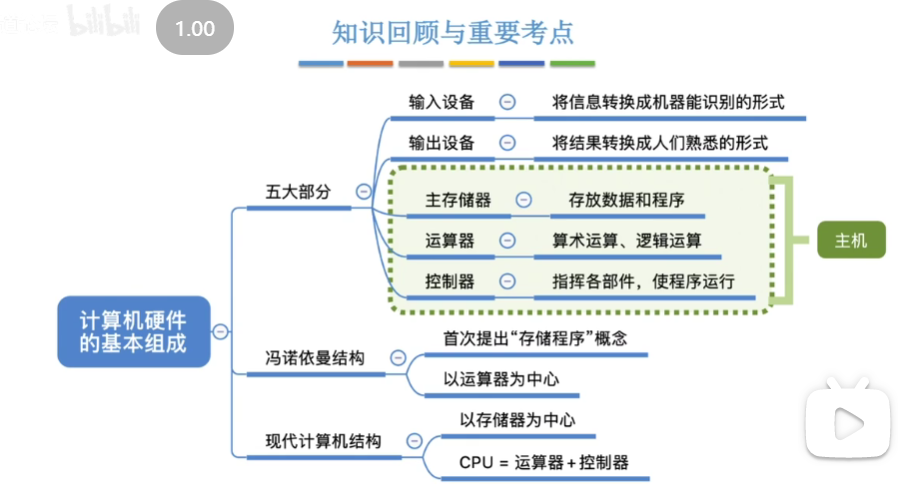 bilibili
1.00
知识回顾与重要考点
输入设备
将信息转换成机器能识别的形式
输出设备
将结果转换成人们熟悉的形式
五大部分
主存储器
存放数据和程序
运算器
算术运算、逻辑运算
主机
控制器
指挥各部件，使程序运行
计算机硬件
的基本组成
冯诺依曼结构
首次提出“存储程序”概念
以运算器为中心
现代计算机结构
以存储器为中心
CPU = 运算器+控制器